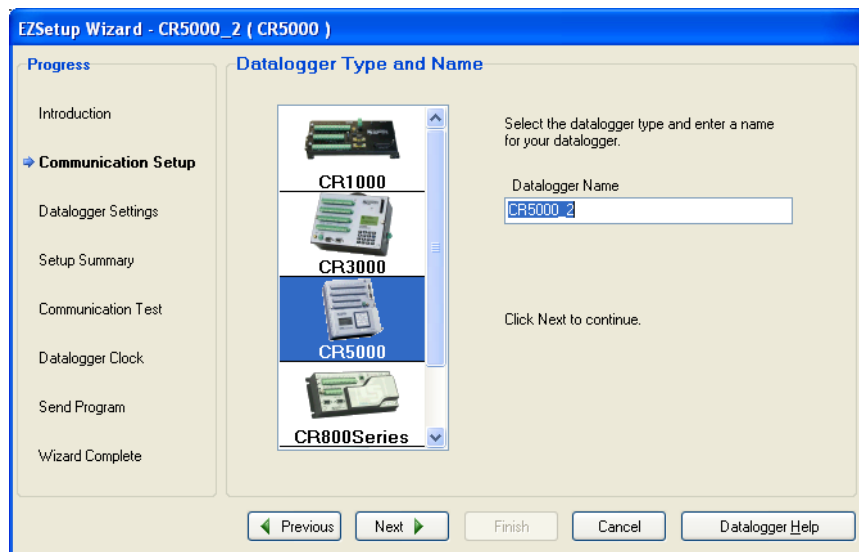 EZSetup Wizard - CR5000_2 ( CR5000 )
Progress
Introduction
Communication Setup
Datalogger Settings
Setup Summary
Communication Test
Datalogger Clock
Send Program
Wizard Complete
Datalogger Type and Name
CR1000
CR3000
CR5000
CR800Series
Select the datalogger type and enter a name
for your datalogger.
Datalogger Name
CR5000_2
Click Next to continue.
Previous
Next
Finish
Cancel
Datalogger Help